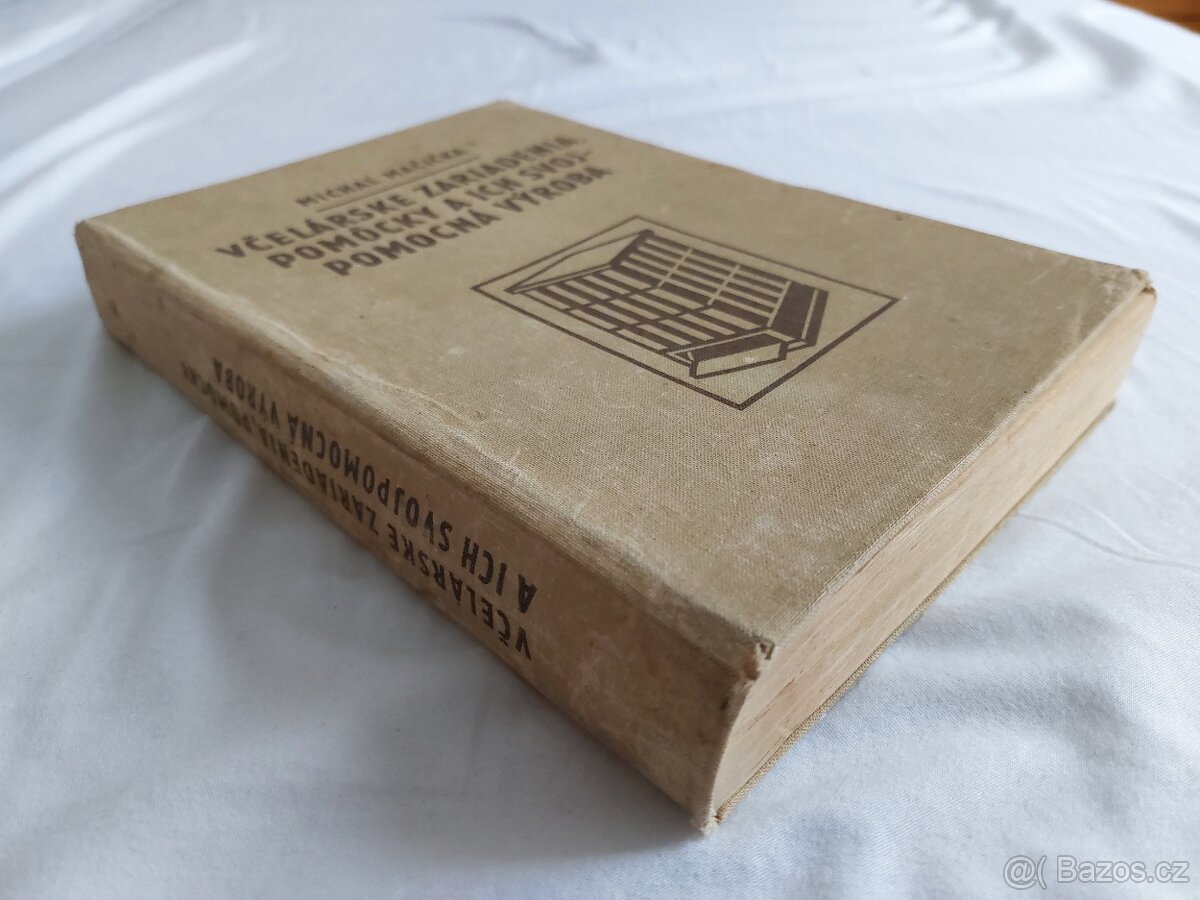 MICHAL MAČIČKA
VČELÁRSKE ZARIADENIA,
POMÔCKY A ICH SVOJ-
POMOCNÁ VÝROBA
VČELÁRSKE ZARIADENIA, POMÔCKY
A ICH SVOJPOMOCNÁ VÝROBA
@( Bazos.cz